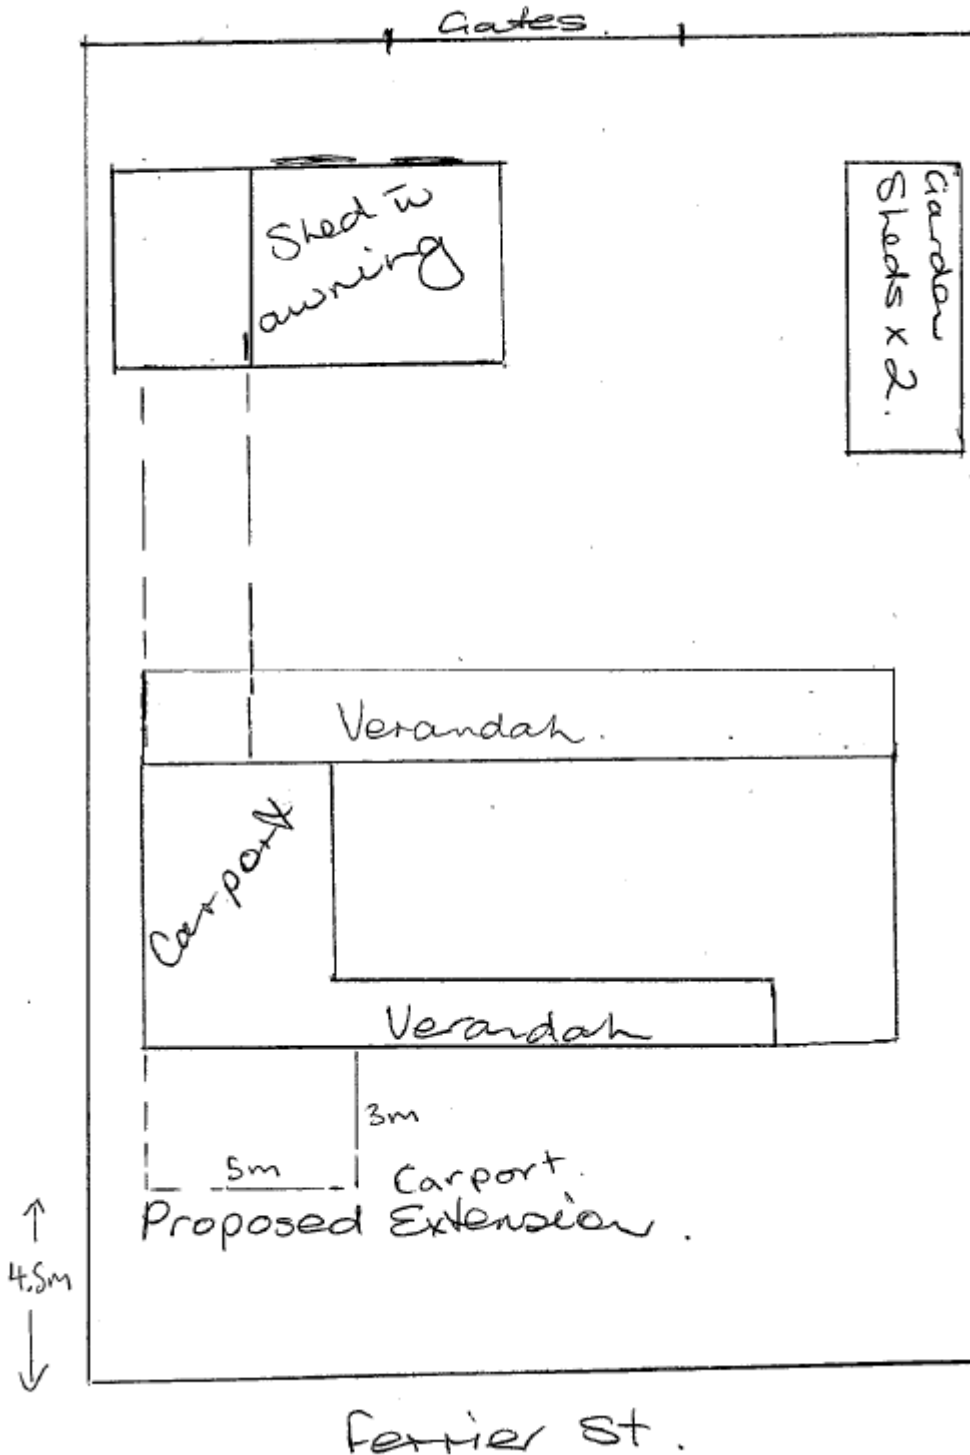 Gates.
Shed w
awning
Garden
Sheds x 2.
Verandah.
Carport
Verandah
3m
5m
Carport.
Proposed Extension.
4.5m
Ferrier St.